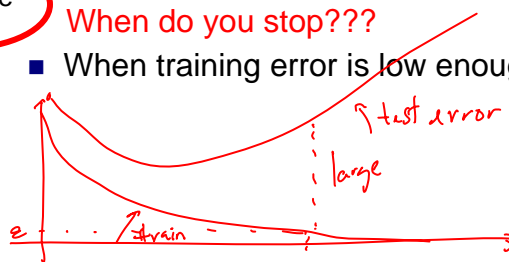 c
When do you stop???
When training error is low enoug
test error
large
ε
train